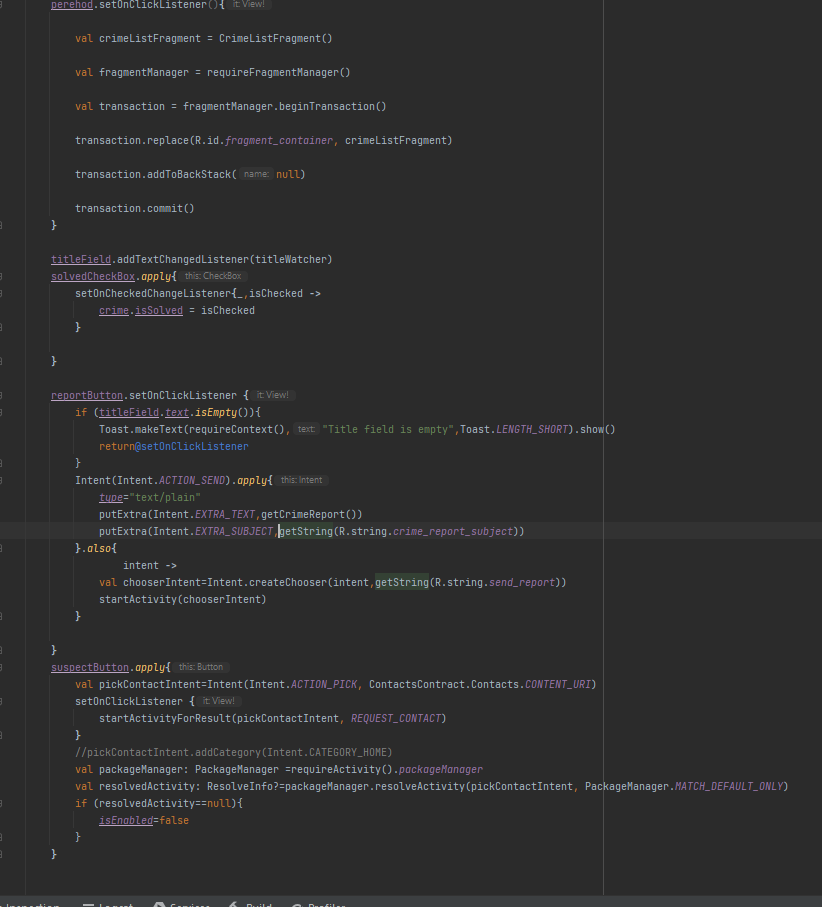 perehod.setOnClickListener(){ it: View!
val crimeListFragment = CrimeListFragment()
val fragmentManager = requireFragmentManager()
val transaction = fragmentManager.beginTransaction()
transaction.replace(R.id.fragment_container, crimeListFragment)
transaction.addToBackStack( name: null)
transaction.commit()
}
titleField.addTextChangedListener(titleWatcher)
solvedCheckBox.apply{ this: CheckBox
setOnCheckedChangeListener{_,isChecked ->
crime.isSolved = isChecked
}
}
reportButton.setOnClickListener { it: View!
if (titleField.text.isEmpty()){
Toast.makeText(requireContext(), text: "Title field is empty",Toast.LENGTH_SHORT).show()
return@setOnClickListener
}
Intent(Intent.ACTION_SEND).apply{ this: Intent
type="text/plain"
putExtra(Intent.EXTRA_TEXT,getCrimeReport())
putExtra(Intent.EXTRA_SUBJECT,getString(R.string.crime_report_subject))
}.also{
intent ->
val chooserIntent=Intent.createChooser(intent,getString(R.string.send_report))
startActivity(chooserIntent)
}
}
suspectButton.apply{ this: Button
val pickContactIntent=Intent(Intent.ACTION_PICK, ContactsContract.Contacts.CONTENT_URI)
setOnClickListener { it: View!
startActivityForResult(pickContactIntent, REQUEST_CONTACT)
}
//pickContactIntent.addCategory(Intent.CATEGORY_HOME)
val packageManager: PackageManager =requireActivity().packageManager
val resolvedActivity: ResolveInfo?=packageManager.resolveActivity(pickContactIntent, PackageManager.MATCH_DEFAULT_ONLY)
if (resolvedActivity==null){
isEnabled=false
}
}
Inspection Logcat Services Build Profiler